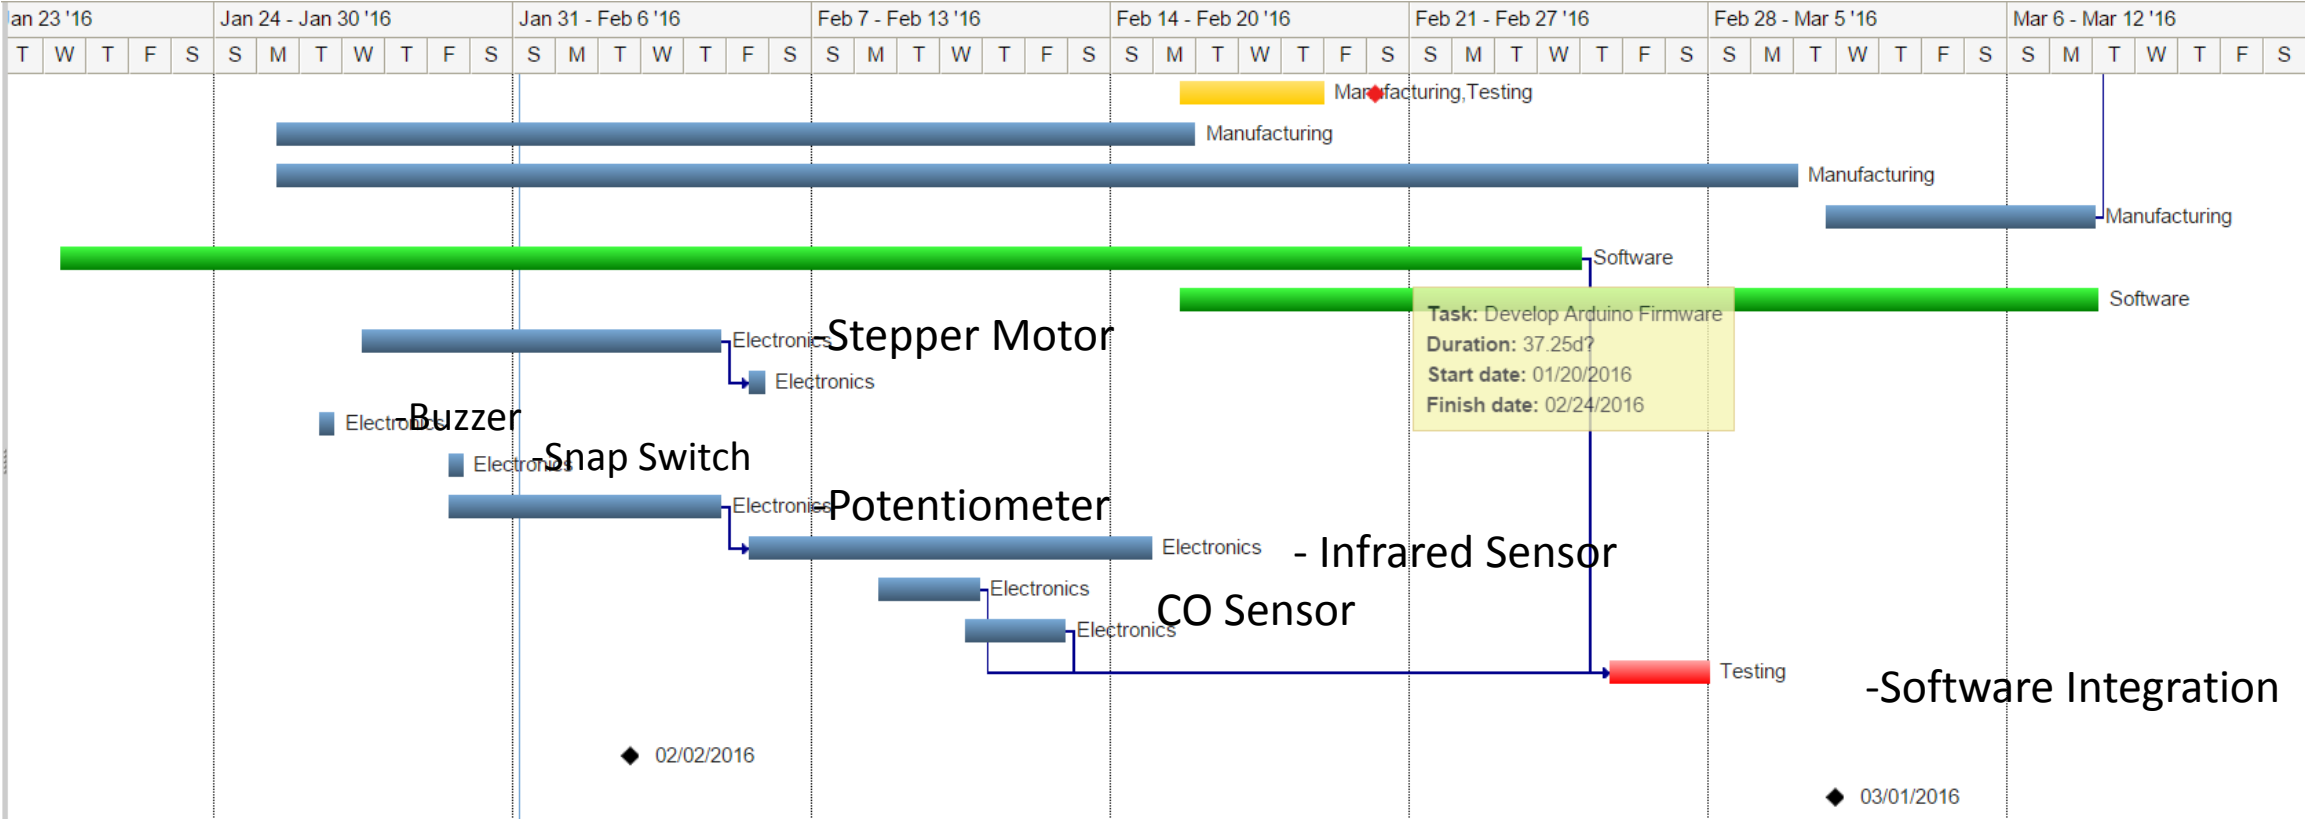 Jan 23 '16 Jan 24 - Jan 30 '16 Jan 31 - Feb 6 '16 Feb 7 - Feb 13 '16 Feb 14 - Feb 20 '16 Feb 21 - Feb 27 '16 Feb 28 - Mar 5 '16 Mar 6 - Mar 12 '16
T W T F S S M T W T F S S M T W T F S S M T W T F S S M T W T F S S M T W T F S S M T W T F S S M T W T F S
Manufacturing,Testing
Manufacturing
Manufacturing
Manufacturing
Software
Software
Task: Develop Arduino Firmware
Duration: 37.25d?
Start date: 01/20/2016
Finish date: 02/24/2016
Electronics -Stepper Motor
Electronics
Electronics -Buzzer
Electronics -Snap Switch
Electronics -Potentiometer
Electronics - Infrared Sensor
Electronics
Electronics CO Sensor
Testing -Software Integration
02/02/2016
03/01/2016